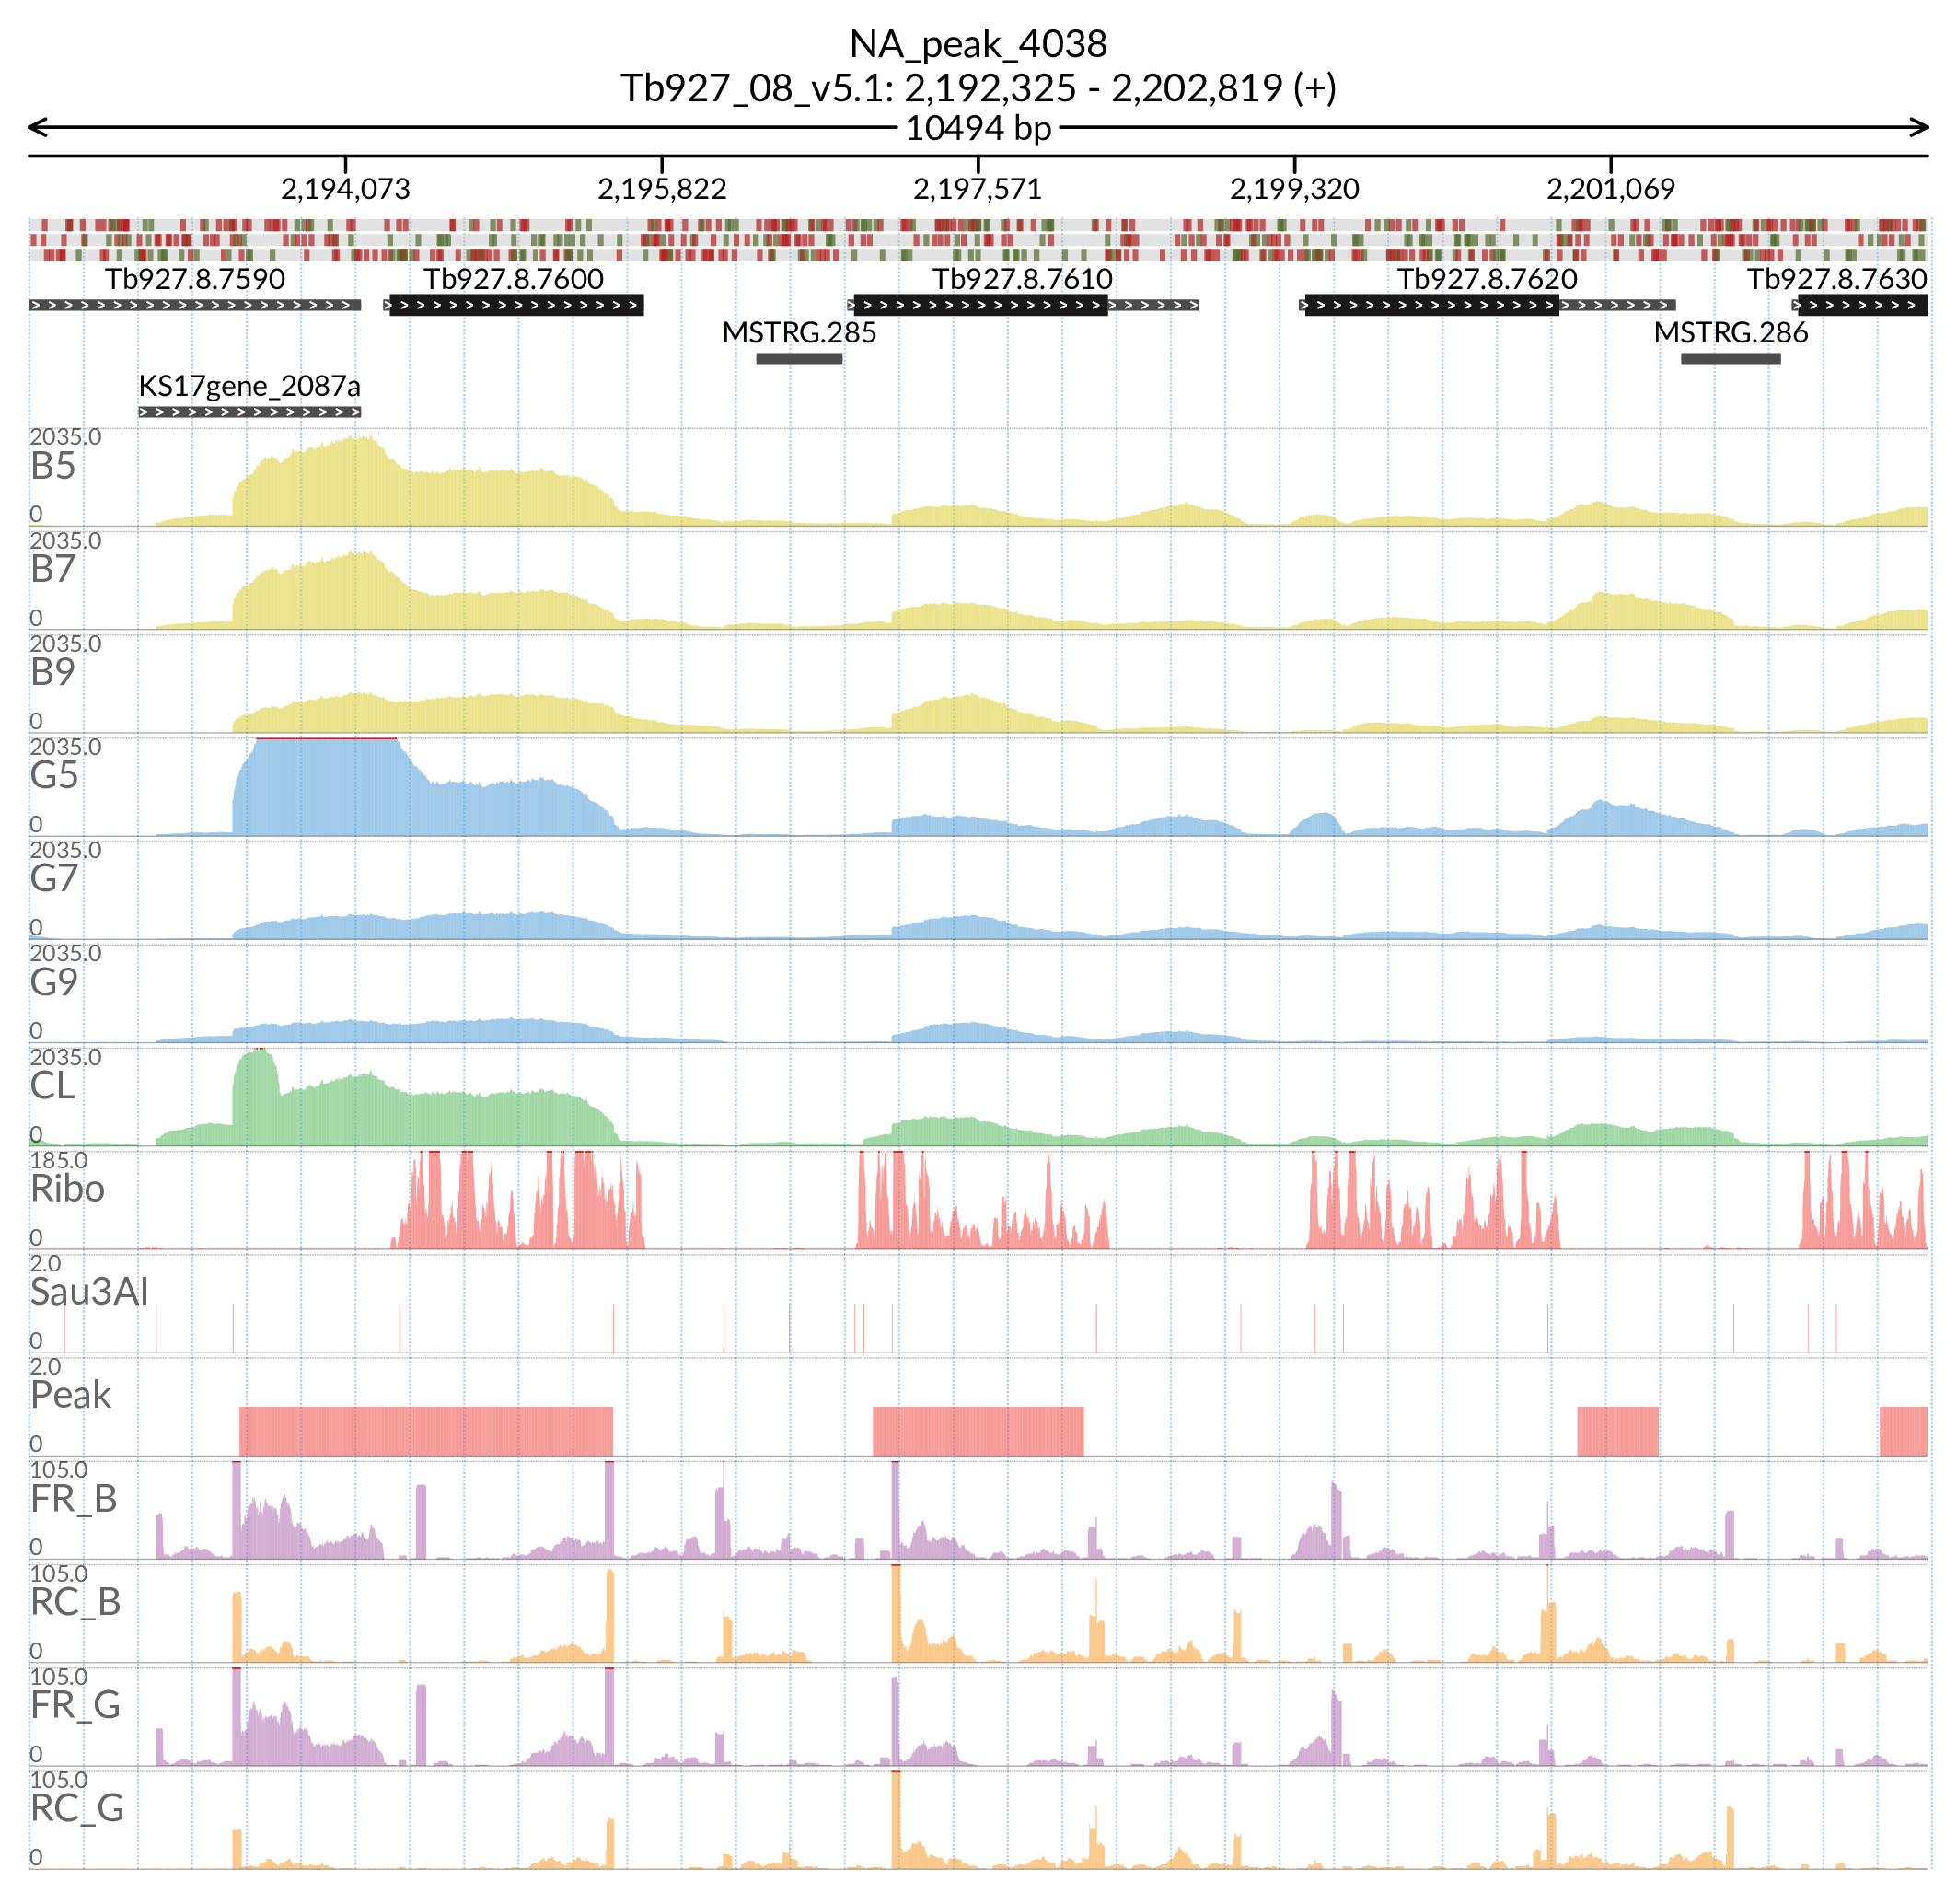 NA_peak_4038
Tb927_08_v5.1: 2,192,325 - 2,202,819 (+)
10494 bp
2,194,073 2,195,822 2,197,571 2,199,320 2,201,069
Tb927.8.7590 Tb927.8.7600 Tb927.8.7610 Tb927.8.7620 Tb927.8.7630
MSTRG.285 MSTRG.286
KS17gene_2087a
2035.0
B5
0
2035.0
B7
0
2035.0
B9
0
2035.0
G5
0
2035.0
G7
0
2035.0
G9
0
2035.0
CL
0
185.0
Ribo
0
2.0
Sau3AI
0
2.0
Peak
0
105.0
FR_B
0
105.0
RC_B
0
105.0
FR_G
0
105.0
RC_G
0